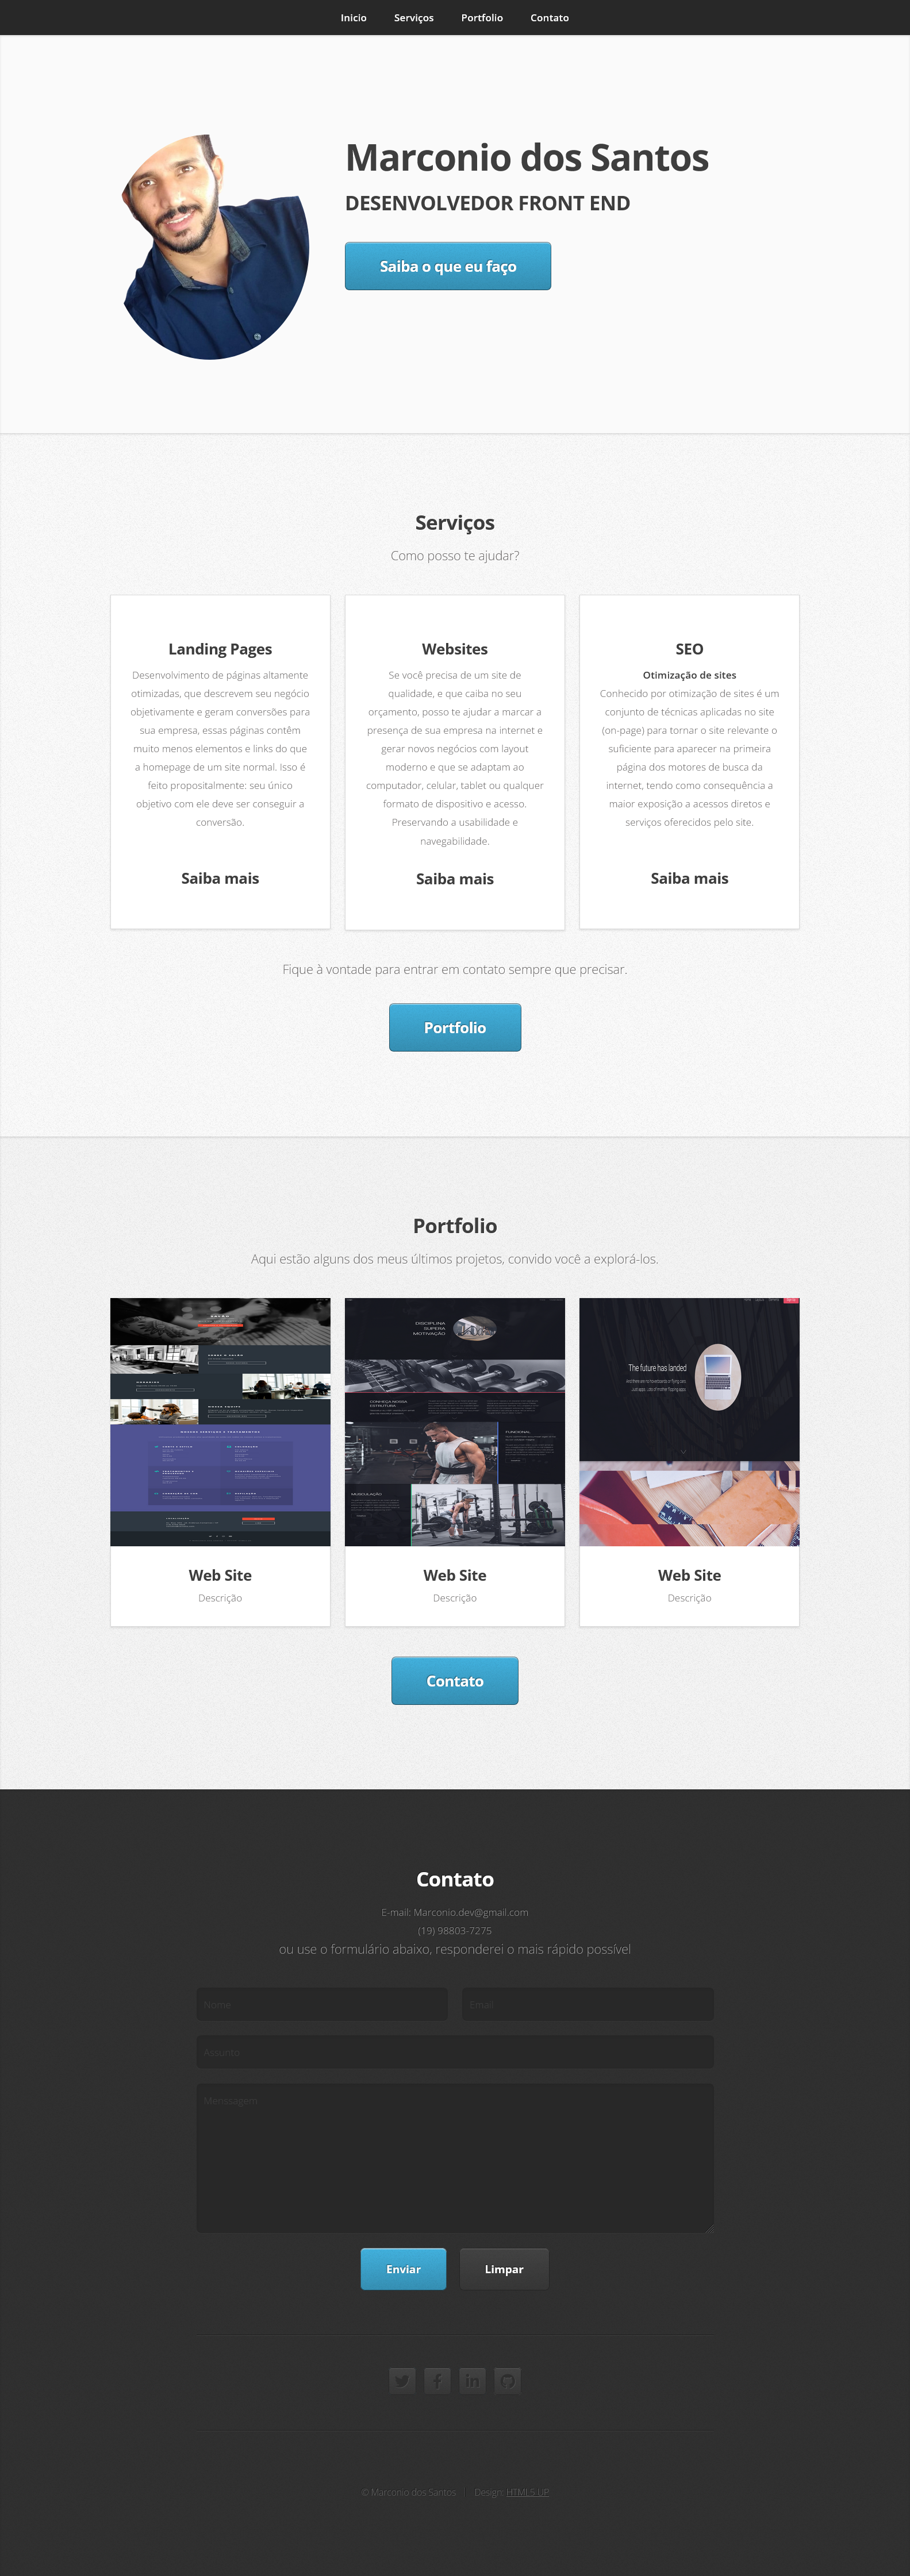 Inicio Serviços Portfolio Contato
Marconio dos Santos
DESENVOLVEDOR FRONT END
Saiba o que eu faço
Serviços
Como posso te ajudar?
Landing Pages
Desenvolvimento de páginas altamente
otimizadas, que descrevem seu negócio
objetivamente e geram conversões para
sua empresa, essas páginas contêm
muito menos elementos e links do que
a homepage de um site normal. Isso é
feito propositalmente: seu único
objetivo com ele deve ser conseguir a
conversão.
Saiba mais
Websites
Se você precisa de um site de
qualidade, e que caiba no seu
orçamento, posso te ajudar a marcar a
presença de sua empresa na internet e
gerar novos negócios com layout
moderno e que se adaptam ao
computador, celular, tablet ou qualquer
formato de dispositivo e acesso.
Preservando a usabilidade e
navegabilidade.
Saiba mais
SEO
Otimização de sites
Conhecido por otimização de sites é um
conjunto de técnicas aplicadas no site
(on-page) para tornar o site relevante o
suficiente para aparecer na primeira
página dos motores de busca da
internet, tendo como consequência a
maior exposição a acessos diretos e
serviços oferecidos pelo site.
Saiba mais
Fique à vontade para entrar em contato sempre que precisar.
Portfolio
Portfolio
Aqui estão alguns dos meus últimos projetos, convido você a explorá-los.
DISCIPLINA
SUPERA
MOTIVAÇÃO
CONHEÇA NOSSA
ESTRUTURA
FUNCIONAL
MUSCULAÇÃO
The future has landed
Web Site
Descrição
Web Site
Descrição
Web Site
Descrição
Contato
Contato
E-mail: Marconio.dev@gmail.com
(19) 98803-7275
ou use o formulário abaixo, responderei o mais rápido possível
Nome
Email
Assunto
Menssagem
Enviar Limpar
© Marconio dos Santos | Design: HTML5 UP